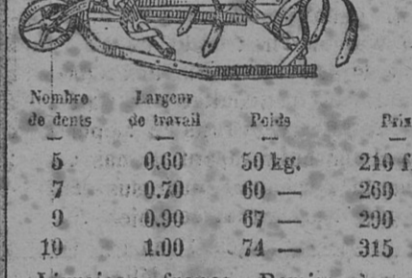 Nombre Largeur
de dents de travail Poids Prix
5 0.60 50 kg. 210 f
7 0.70 60 — 260
9 0.90 67 — 290
10 1.00 74 — 315